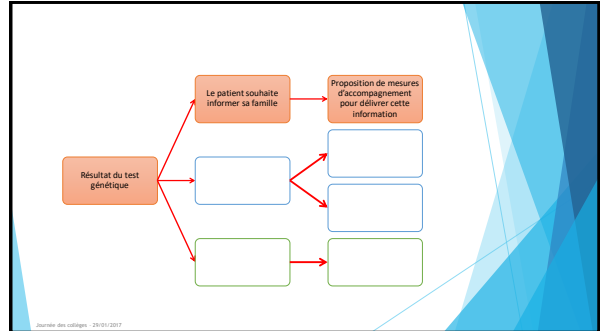 Proposition de mesures
d'accompagnement
pour délivrer cette
information
Le patient souhaite
informer sa famille
Résultat du test
génétique
Journée des collèges - 29/01/2017